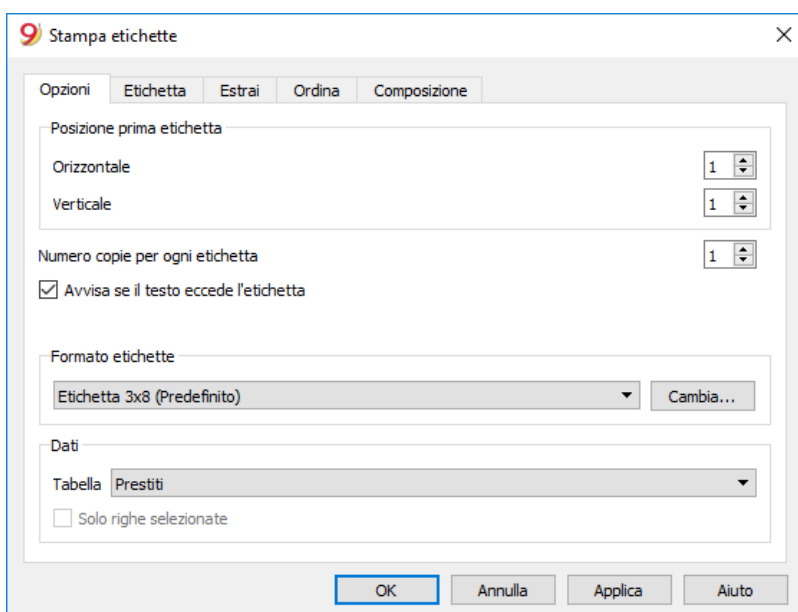 9 Stampa etichette
Opzioni Etichetta Estrai Ordina Composizione
Posizione prima etichetta
Orizzontale 1
Verticale 1
Numero copie per ogni etichetta 1
Avvisa se il testo eccede l'etichetta
Formato etichette
Etichetta 3x8 (Predefinito) Cambia...
Dati
Tabella Prestiti
Solo righe selezionate
OK Annulla Applica Aiuto